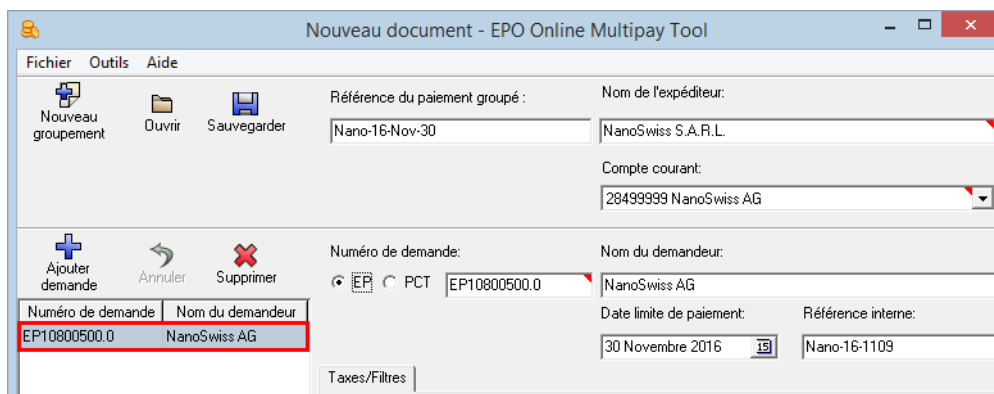 Nouveau document - EPO Online Multipay Tool
Fichier Outils Aide
Nouveau groupement
Ouvrir
Sauvegarder
Référence du paiement groupé :
Nano-16-Nov-30
Nom de l'expéditeur:
NanoSwiss S.A.R.L.
Compte courant:
28499999 NanoSwiss AG
Ajouter demande
Annuler
Supprimer
Numéro de demande:
EP PCT EP10800500.0
Nom du demandeur:
NanoSwiss AG
Numéro de demande Nom du demandeur
EP10800500.0 NanoSwiss AG
Date limite de paiement:
30 Novembre 2016 15
Référence interne:
Nano-16-1109
Taxes/Filtres